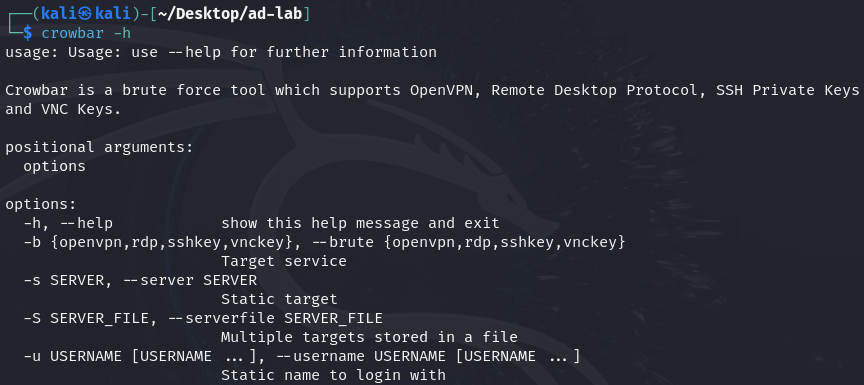 ┌──(kali㉿kali)-[~/Desktop/ad-lab]
└─$ crowbar -h
usage: Usage: use --help for further information
Crowbar is a brute force tool which supports OpenVPN, Remote Desktop Protocol, SSH Private Keys
and VNC Keys.
positional arguments:
  options
options:
  -h, --help            show this help message and exit
  -b {openvpn,rdp,sshkey,vnckey}, --brute {openvpn,rdp,sshkey,vnckey}
                        Target service
  -s SERVER, --server SERVER
                        Static target
  -S SERVER_FILE, --serverfile SERVER_FILE
                        Multiple targets stored in a file
  -u USERNAME [USERNAME ...], --username USERNAME [USERNAME ...]
                        Static name to login with